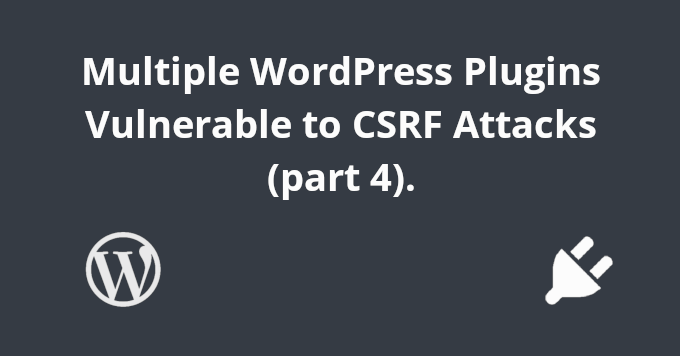 Multiple WordPress Plugins
Vulnerable to CSRF Attacks
(part 4).